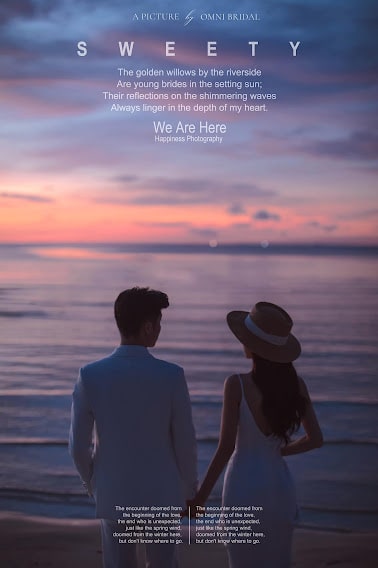 A PICTURE by OMNI BRIDAL
SWEETY
The golden willows by the riverside
Are young brides in the setting sun;
Their reflections on the shimmering waves
Always linger in the depth of my heart.
We Are Here
Happiness Photography
The encounter doomed from
the beginning of the love,
the end who is unexpected,
just like the spring wind,
doomed from the winter here,
but don't know where to go.
The encounter doomed from
the beginning of the love,
the end who is unexpected,
just like the spring wind,
doomed from the winter here,
but don't know where to go.